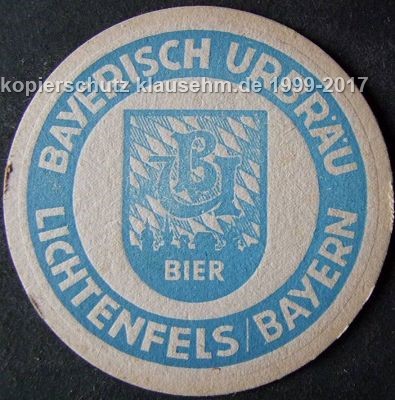 BAYERISCH URBRÄU
kopierschutz klausehm.de 1999-2017
B
BIER
LICHTENFELS/BAYERN